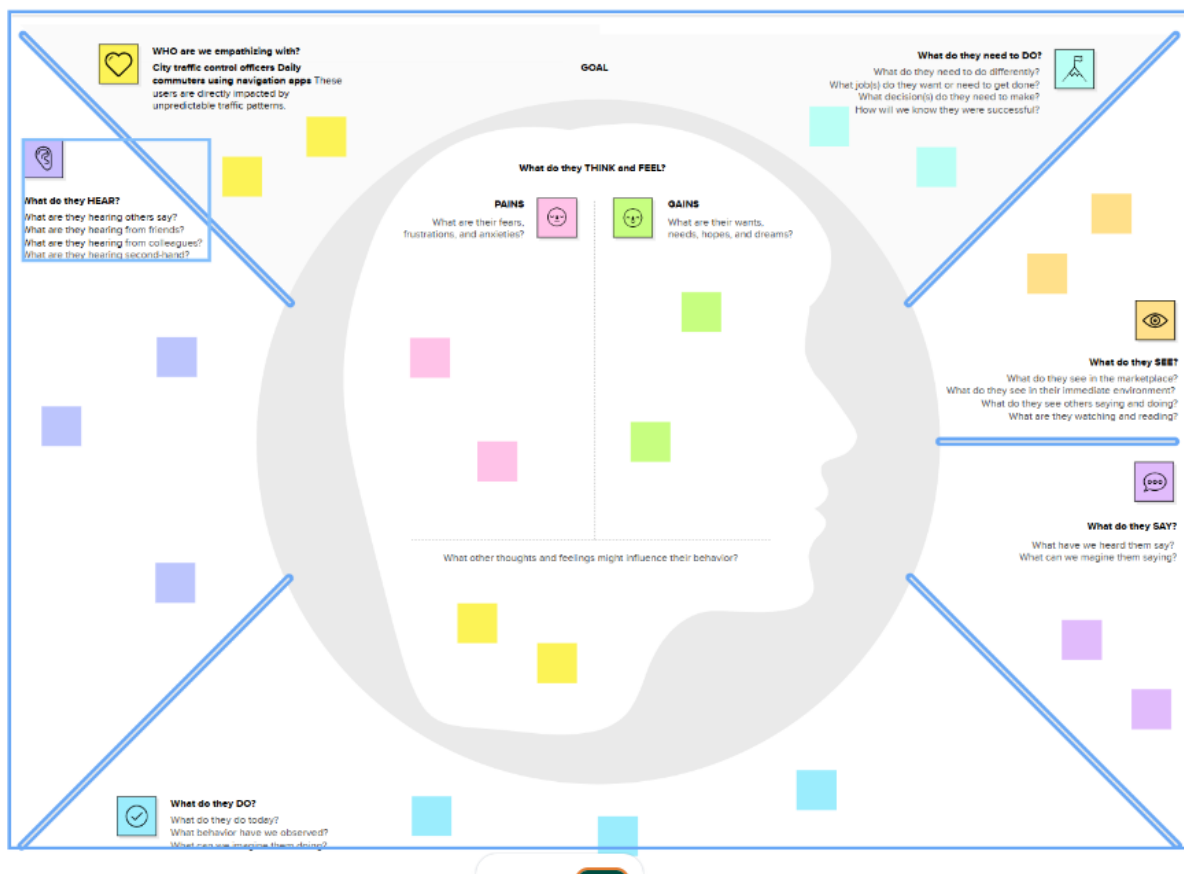 WHO are we empathizing with?
City traffic control officers Daily
commuters using navigation apps These
users are directly impacted by
unpredictable traffic patterns.
GOAL
What do they need to DO?
What do they need to do differently?
What job(s) do they want or need to get done?
What decision(s) do they need to make?
How will we know they were successful?
What do they HEAR?
What are they hearing others say?
What are they hearing from friends?
What are they hearing from colleagues?
What are they hearing second-hand?
What do they THINK and FEEL?
PAINS
What are their fears,
frustrations, and anxieties?
GAINS
What are their wants,
needs, hopes, and dreams?
What do they SEE?
What do they see in the marketplace?
What do they see in their immediate environment?
What do they see others saying and doing?
What are they watching and reading?
What do they SAY?
What have we heard them say?
What can we magine them saying?
What other thoughts and feelings might influence their behavior?
What do they DO?
What do they do today?
What behavior have we observed?
What can we imagine them doing?